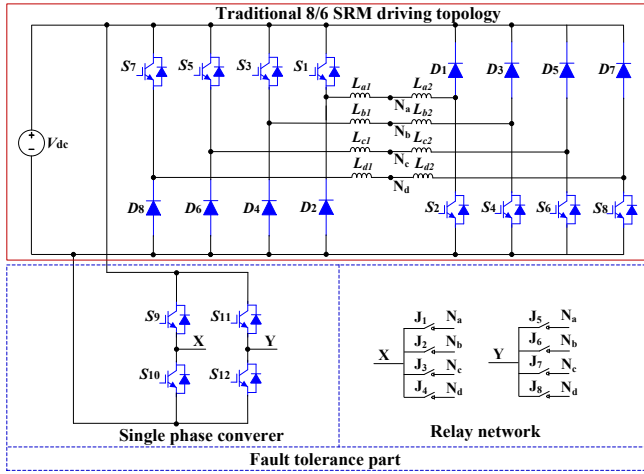 Traditional 8/6 SRM driving topology
S7 S5 S3 S1 D1 D3 D5 D7
La1 La2
Na
Lb1 Lb2
Nb
Vdc
Lc1 Lc2
Nc
Ld1 Ld2
Nd
D8 D6 D4 D2 S2 S4 S6 S8
S9 S11
X Y
S10 S12
Single phase converer
J1 Na J5 Na
J2 Nb J6 Nb
X Y
J3 Nc J7 Nc
J4 Nd J8 Nd
Relay network
Fault tolerance part